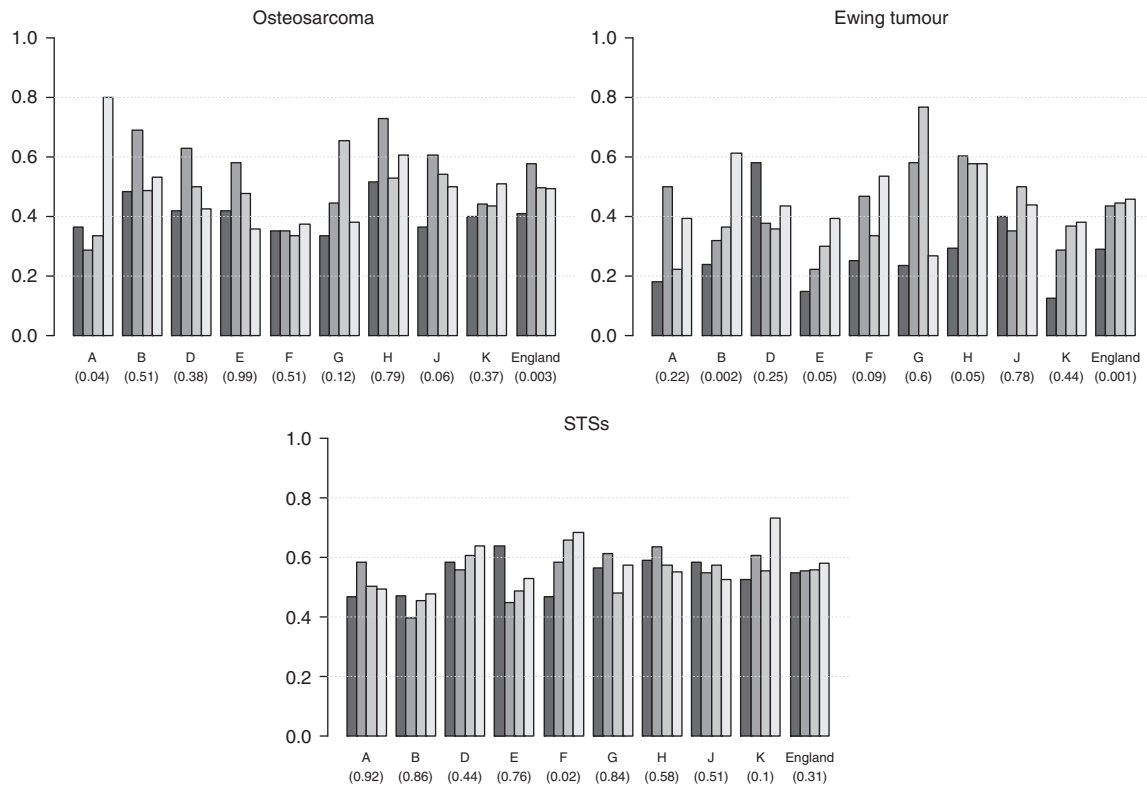 Osteosarcoma
1.0
0.8
0.6
0.4
0.2
0.0
A B D E F G H J K England
(0.04) (0.51) (0.38) (0.99) (0.51) (0.12) (0.79) (0.06) (0.37) (0.003)
Ewing tumour
1.0
0.8
0.6
0.4
0.2
0.0
A B D E F G H J K England
(0.22) (0.002) (0.25) (0.05) (0.09) (0.6) (0.05) (0.78) (0.44) (0.001)
STSs
1.0
0.8
0.6
0.4
0.2
0.0
A B D E F G H J K England
(0.92) (0.86) (0.44) (0.76) (0.02) (0.84) (0.58) (0.51) (0.1) (0.31)